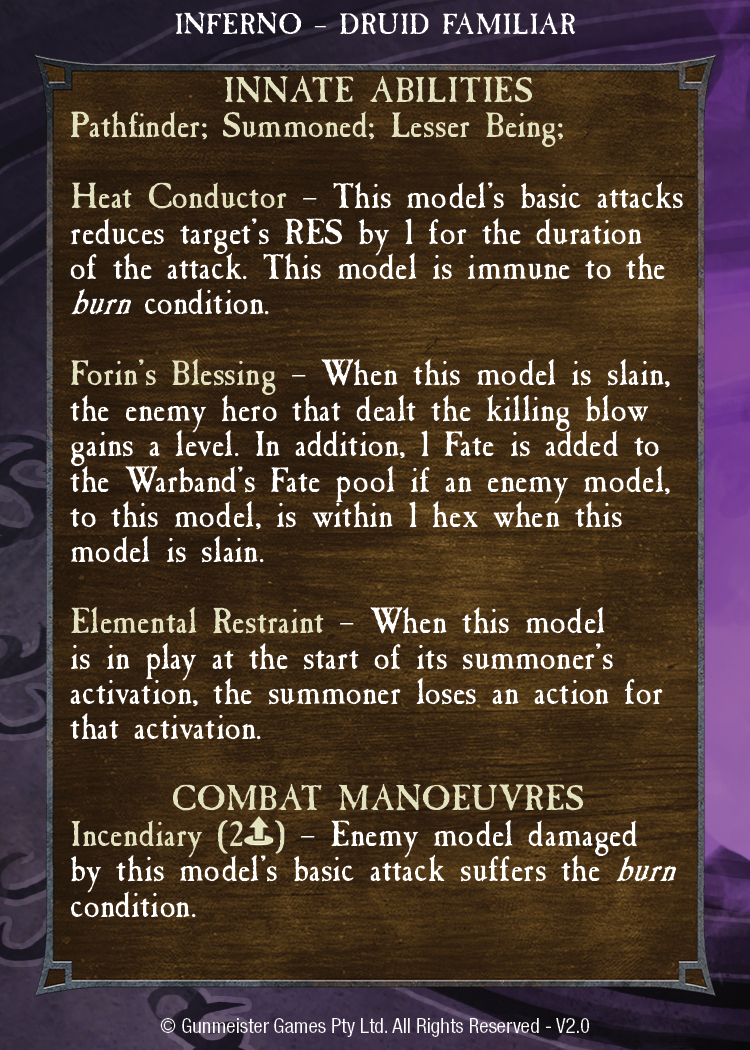 INFERNO – DRUID FAMILIAR
INNATE ABILITIES
Pathfinder; Summoned; Lesser Being;
Heat Conductor – This model's basic attacks
reduces target's RES by 1 for the duration
of the attack. This model is immune to the
burn condition.
Forin's Blessing – When this model is slain,
the enemy hero that dealt the killing blow
gains a level. In addition, 1 Fate is added to
the Warband's Fate pool if an enemy model,
to this model, is within 1 hex when this
model is slain.
Elemental Restraint – When this model
is in play at the start of its summoner's
activation, the summoner loses an action for
that activation.
COMBAT MANOEUVRES
Incendiary (2) – Enemy model damaged
by this model's basic attack suffers the burn
condition.
© Gunmeister Games Pty Ltd. All Rights Reserved - V2.0